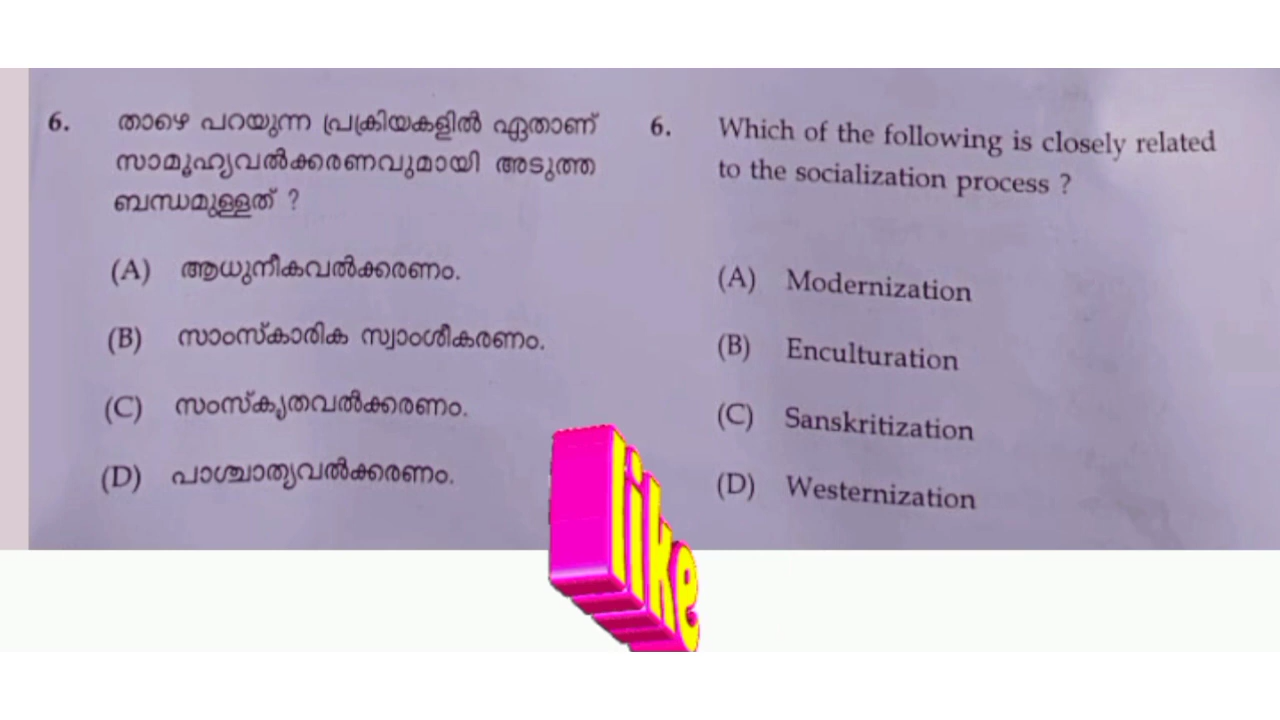 6. താഴെ പറയുന്ന പ്രക്രിയകളിൽ ഏതാണ്
സാമൂഹ്യവൽക്കരണവുമായി അടുത്ത
ബന്ധമുള്ളത് ?
(A) ആധുനീകവൽക്കരണം.
(B) സാംസ്കാരിക സ്വാംശീകരണം.
(C) സംസ്കൃതവൽക്കരണം.
(D) പാശ്ചാത്യവൽക്കരണം.
6. Which of the following is closely related
to the socialization process ?
(A) Modernization
(B) Enculturation
(C) Sanskritization
(D) Westernization
like